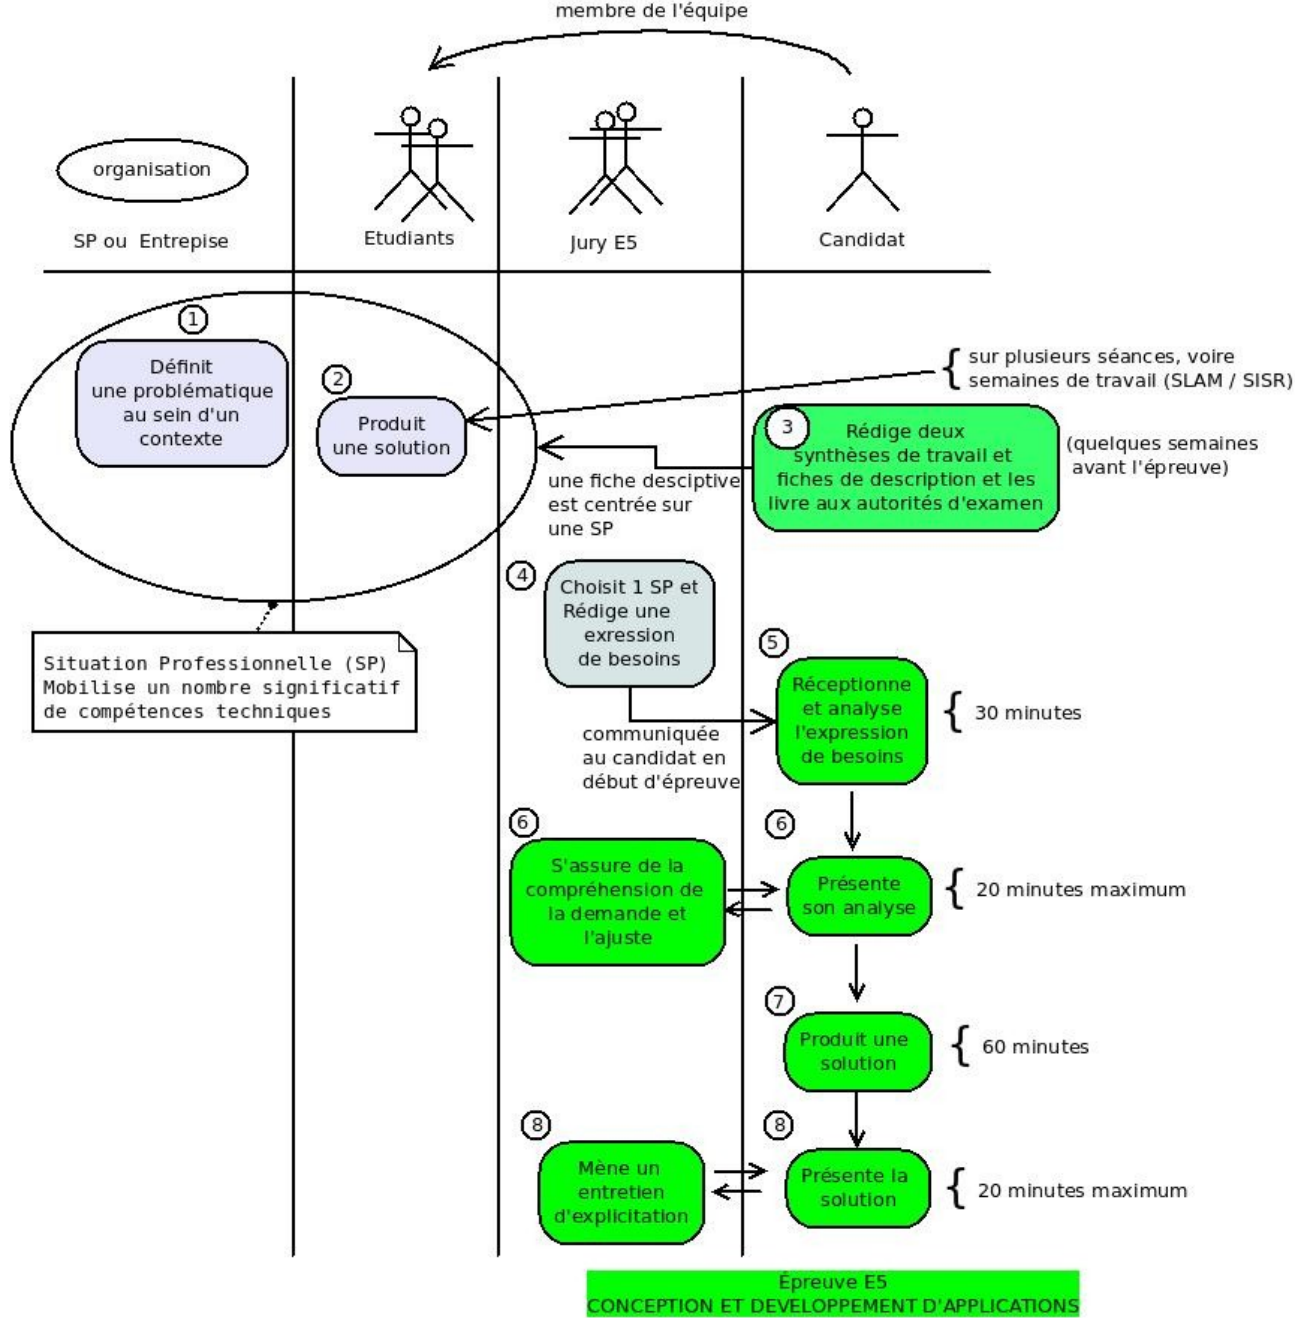 membre de l'équipe
organisation
SP ou Entrepise
Etudiants
Jury E5
Candidat
1
Définit
une problématique
au sein d'un
contexte
2
Produit
une solution
{ sur plusieurs séances, voire
semaines de travail (SLAM / SISR)
3
Rédige deux
synthèses de travail et
fiches de description et les
livre aux autorités d'examen
(quelques semaines
avant l'épreuve)
une fiche desciptive
est centrée sur
une SP
4
Choisit 1 SP et
Rédige une
exression
de besoins
Situation Professionnelle (SP)
Mobilise un nombre significatif
de compétences techniques
communiquée
au candidat en
début d'épreuve
5
Réceptionne
et analyse
l'expression
de besoins
{ 30 minutes
6
S'assure de la
compréhension de
la demande et
l'ajuste
6
Présente
son analyse
{ 20 minutes maximum
7
Produit une
solution
{ 60 minutes
8
Mène un
entretien
d'explicitation
8
Présente la
solution
{ 20 minutes maximum
Épreuve E5
CONCEPTION ET DEVELOPPEMENT D'APPLICATIONS